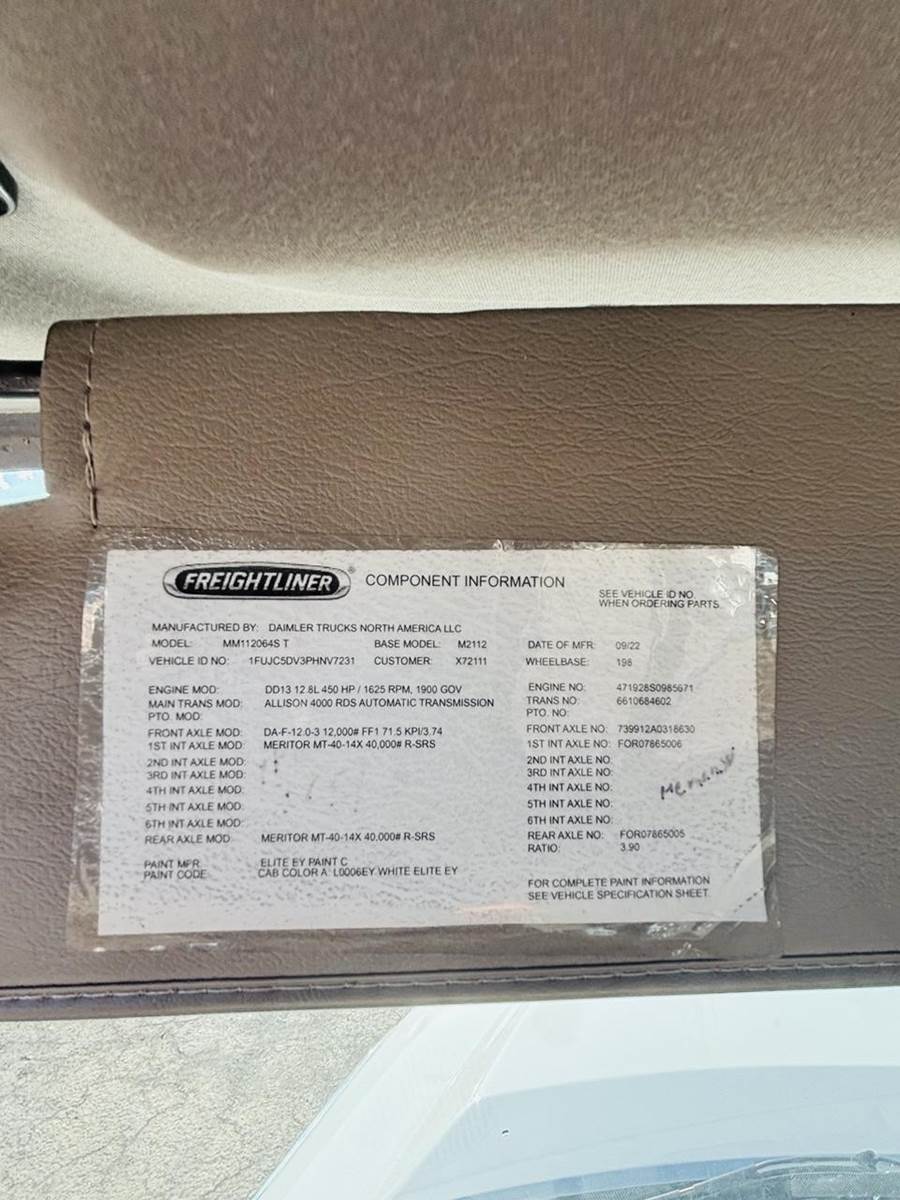 FREIGHTLINER® COMPONENT INFORMATION
SEE VEHICLE ID NO.
WHEN ORDERING PARTS.
MANUFACTURED BY: DAIMLER TRUCKS NORTH AMERICA LLC
MODEL: MM112064S T BASE MODEL: M2112 DATE OF MFR: 09/22
VEHICLE ID NO: 1FUJC5DV3PHNV7231 CUSTOMER: X72111 WHEELBASE: 198
ENGINE MOD: DD13 12.8L 450 HP / 1625 RPM, 1900 GOV ENGINE NO: 471928S0985671
MAIN TRANS MOD: ALLISON 4000 RDS AUTOMATIC TRANSMISSION TRANS NO: 6610684602
PTO. MOD: PTO. NO:
FRONT AXLE MOD: DA-F-12.0-3 12,000# FF1 71.5 KPI/3.74 FRONT AXLE NO: 739912A0318630
1ST INT AXLE MOD: MERITOR MT-40-14X 40,000# R-SRS 1ST INT AXLE NO: FOR07865006
2ND INT AXLE MOD: 2ND INT AXLE NO:
3RD INT AXLE MOD: 3RD INT AXLE NO:
4TH INT AXLE MOD: 4TH INT AXLE NO:
5TH INT AXLE MOD: 5TH INT AXLE NO:
6TH INT AXLE MOD: 6TH INT AXLE NO:
REAR AXLE MOD: MERITOR MT-40-14X 40,000# R-SRS REAR AXLE NO: FOR07865005
RATIO: 3.90
PAINT MFR: ELITE EY PAINT C
PAINT CODE: CAB COLOR A: L0006EY WHITE ELITE EY
FOR COMPLETE PAINT INFORMATION
SEE VEHICLE SPECIFICATION SHEET.